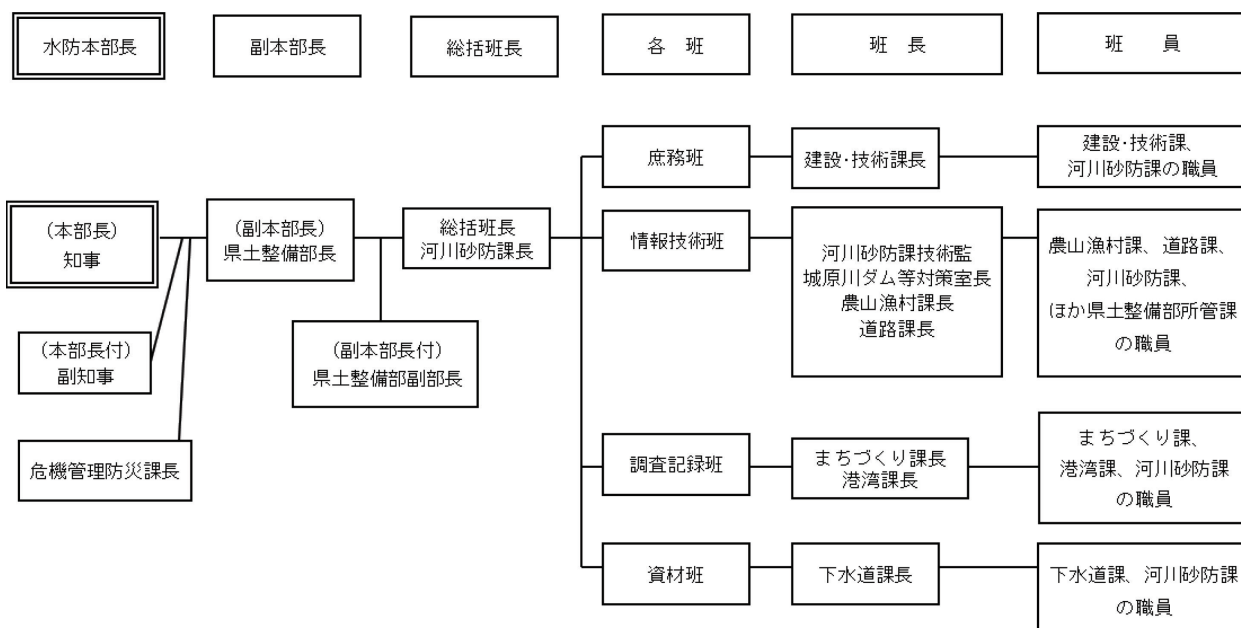 水防本部長
副本部長
総括班長
各　班
班　長
班　　員
(本部長)
知事
(本部長付)
副知事
危機管理防災課長
(副本部長)
県土整備部長
(副本部長付)
県土整備部副部長
総括班長
河川砂防課長
庶務班
建設・技術課長
建設・技術課、
河川砂防課の職員
情報技術班
河川砂防課技術監
城原川ダム等対策室長
農山漁村課長
道路課長
農山漁村課、道路課、
河川砂防課、
ほか県土整備部所管課
の職員
調査記録班
まちづくり課長
港湾課長
まちづくり課、
港湾課、河川砂防課
の職員
資材班
下水道課長
下水道課、河川砂防課
の職員